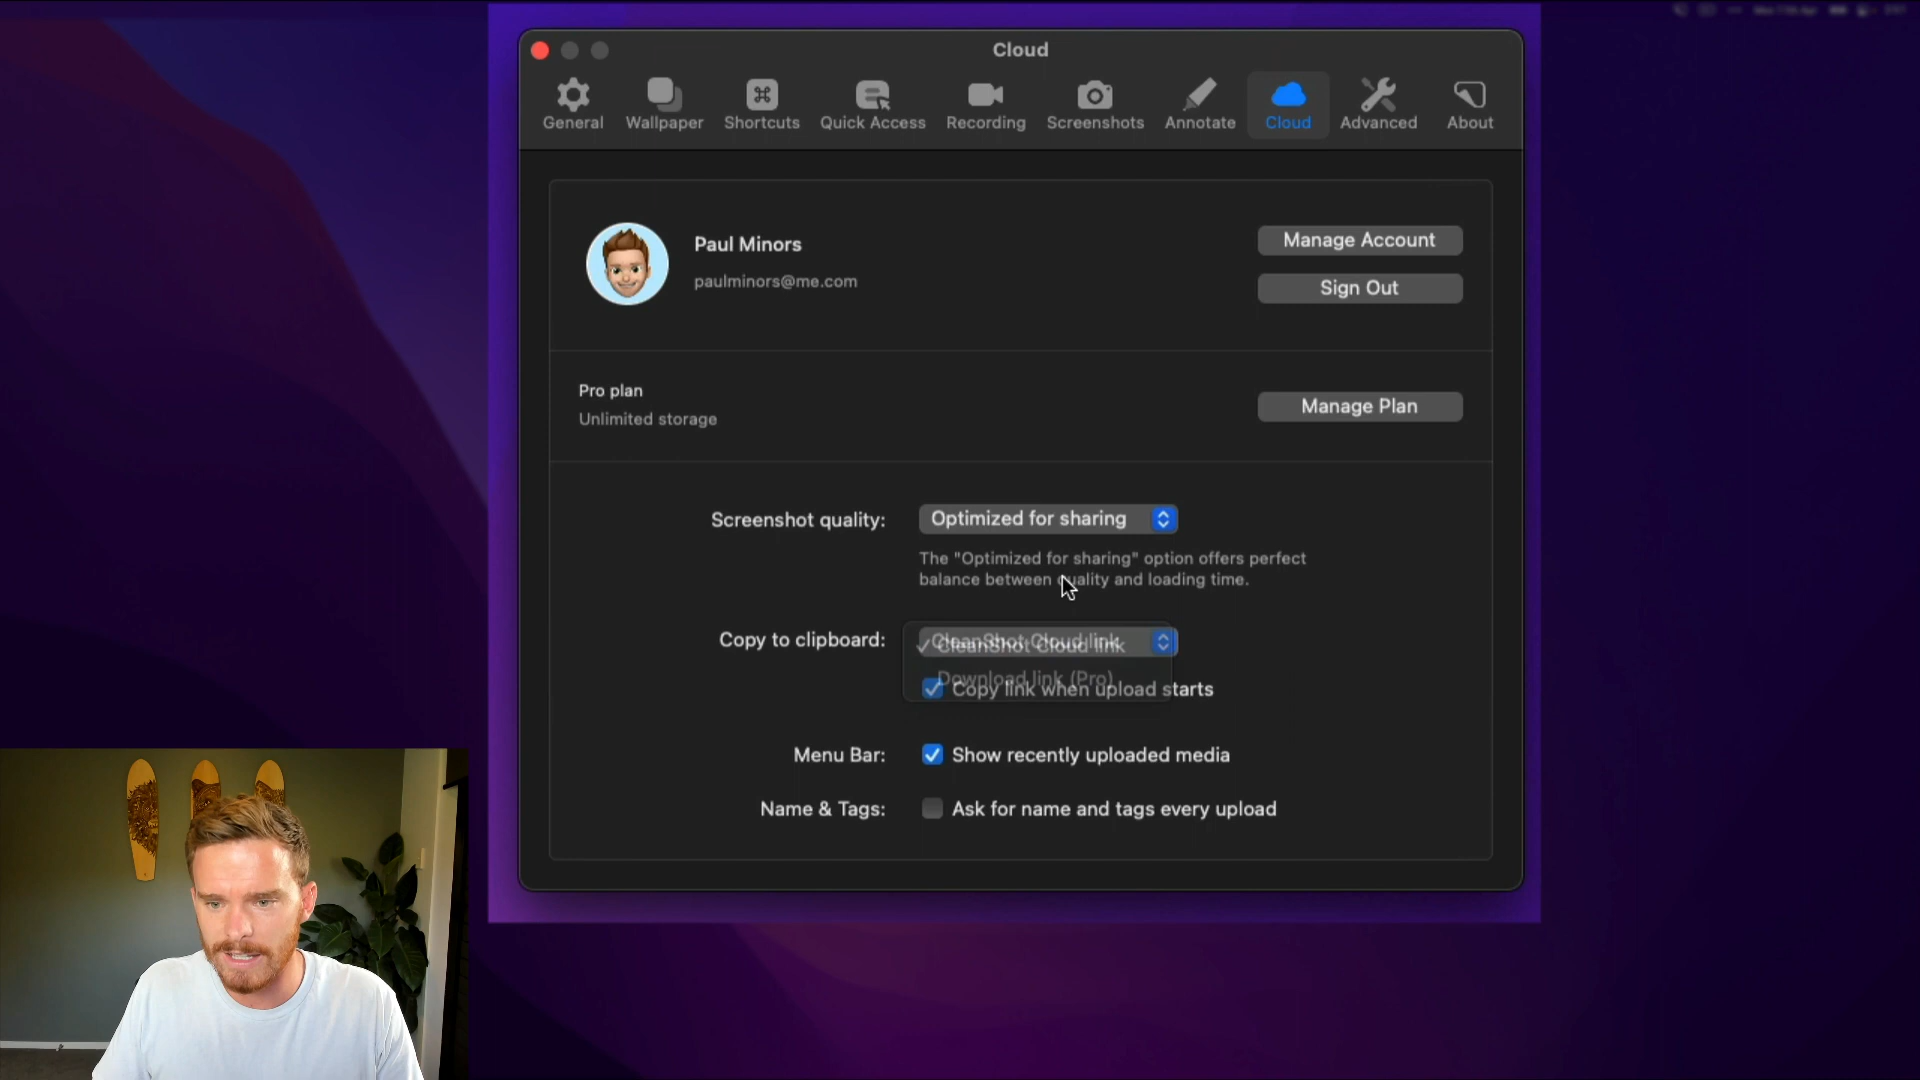 Cloud
General Wallpaper Shortcuts Quick Access Recording Screenshots Annotate Cloud Advanced About
Paul Minors
paulminors@me.com
Manage Account
Sign Out
Pro plan
Unlimited storage
Manage Plan
Screenshot quality: Optimized for sharing
The "Optimized for sharing" option offers perfect
balance between quality and loading time.
Copy to clipboard: CleanShot Cloud link
✓ CleanShot Cloud link
Download link (Pro)
Copy link when upload starts
Menu Bar: Show recently uploaded media
Name & Tags: Ask for name and tags every upload